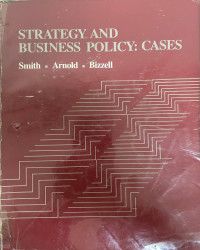 STRATEGY AND
BUSINESS POLICY: CASES
Smith • Arnold • Bizzell